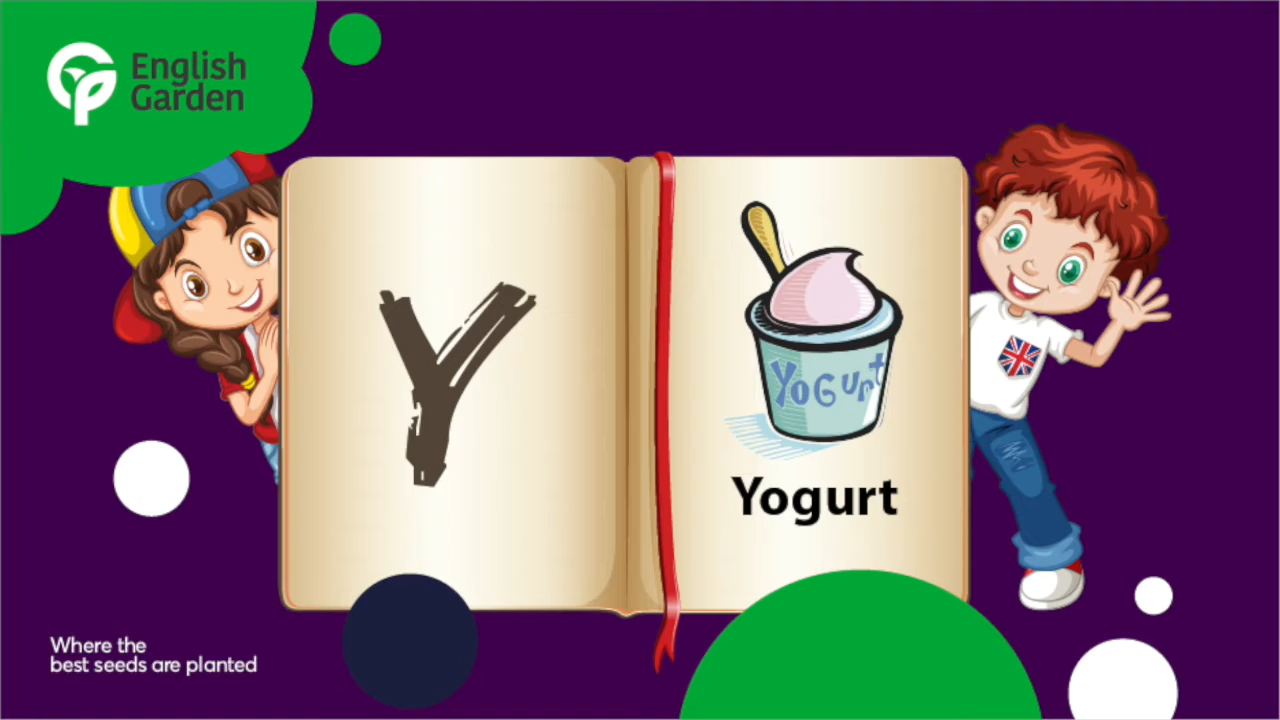 English
Garden
Y
Yogurt
Yogurt
Where the
best seeds are planted